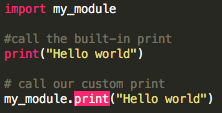 import my_module
#call the built-in print
print("Hello world")
# call our custom print
my_module.print("Hello world")